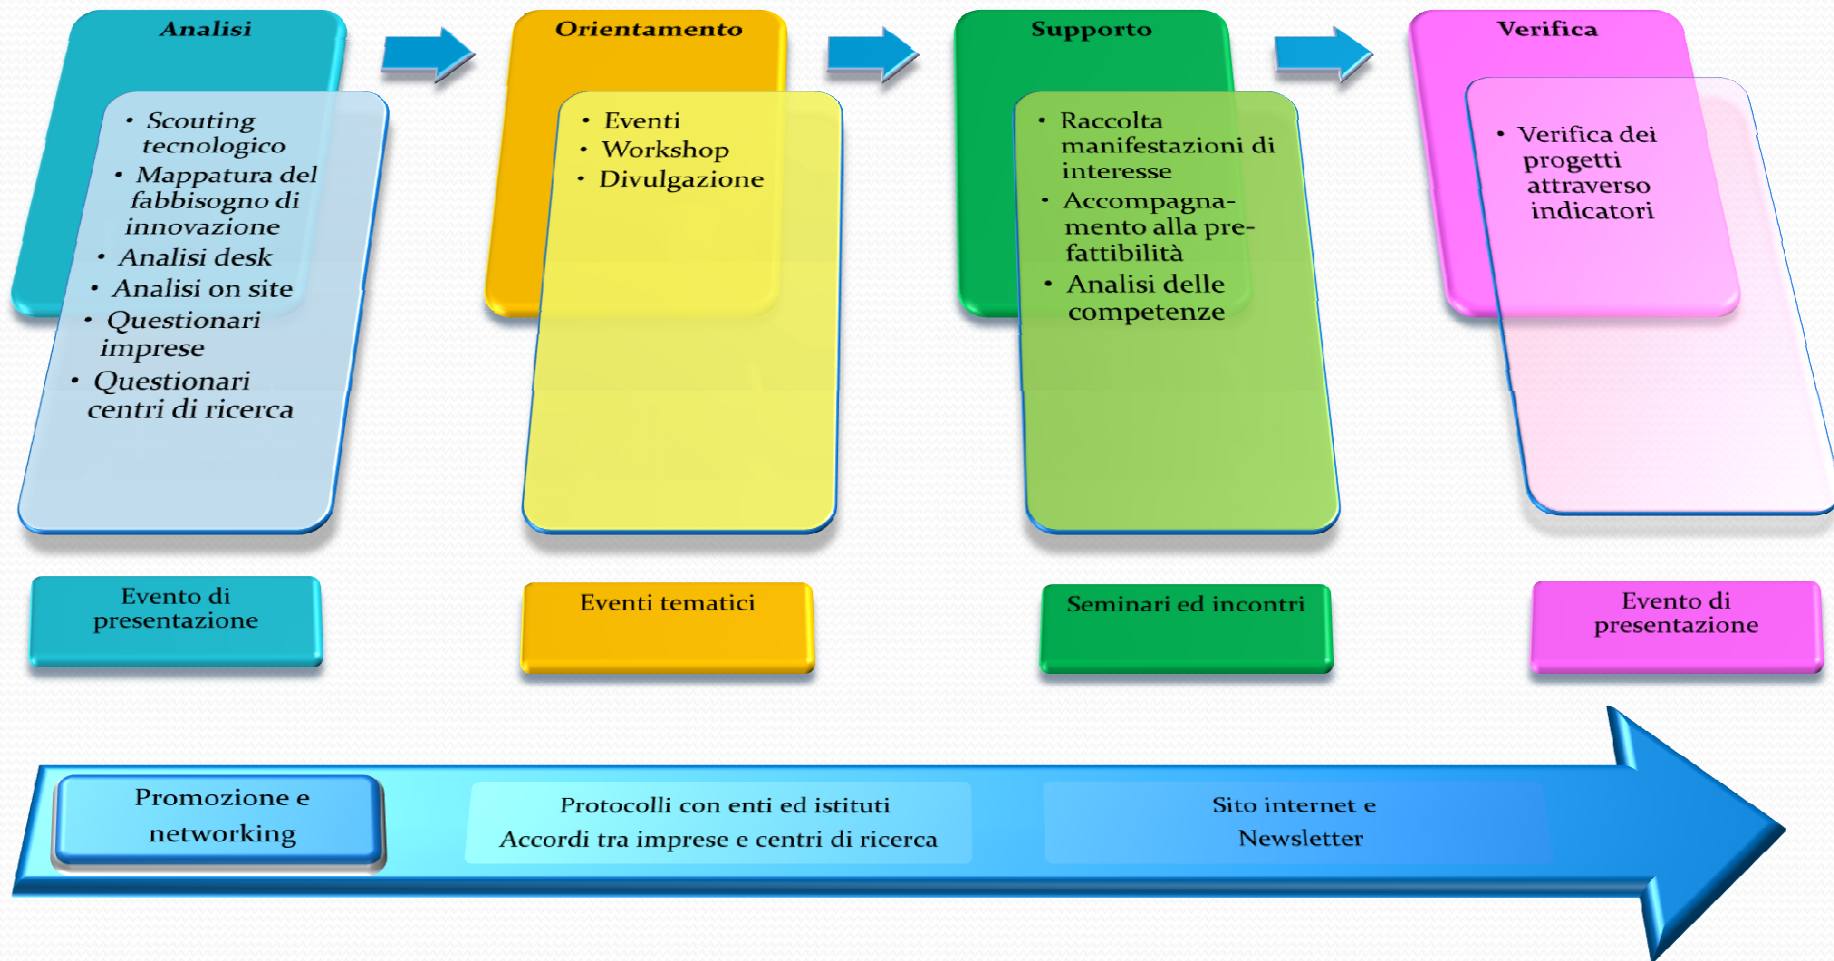 Analisi
• Scouting
tecnologico
• Mappatura del
fabbisogno di
innovazione
• Analisi desk
• Analisi on site
• Questionari
imprese
• Questionari
centri di ricerca
Orientamento
• Eventi
• Workshop
• Divulgazione
Supporto
• Raccolta
manifestazioni di
interesse
• Accompagna-
mento alla pre-
fattibilità
• Analisi delle
competenze
Verifica
• Verifica dei
progetti
attraverso
indicatori
Evento di
presentazione
Eventi tematici
Seminari ed incontri
Evento di
presentazione
Promozione e
networking
Protocolli con enti ed istituti
Accordi tra imprese e centri di ricerca
Sito internet e
Newsletter